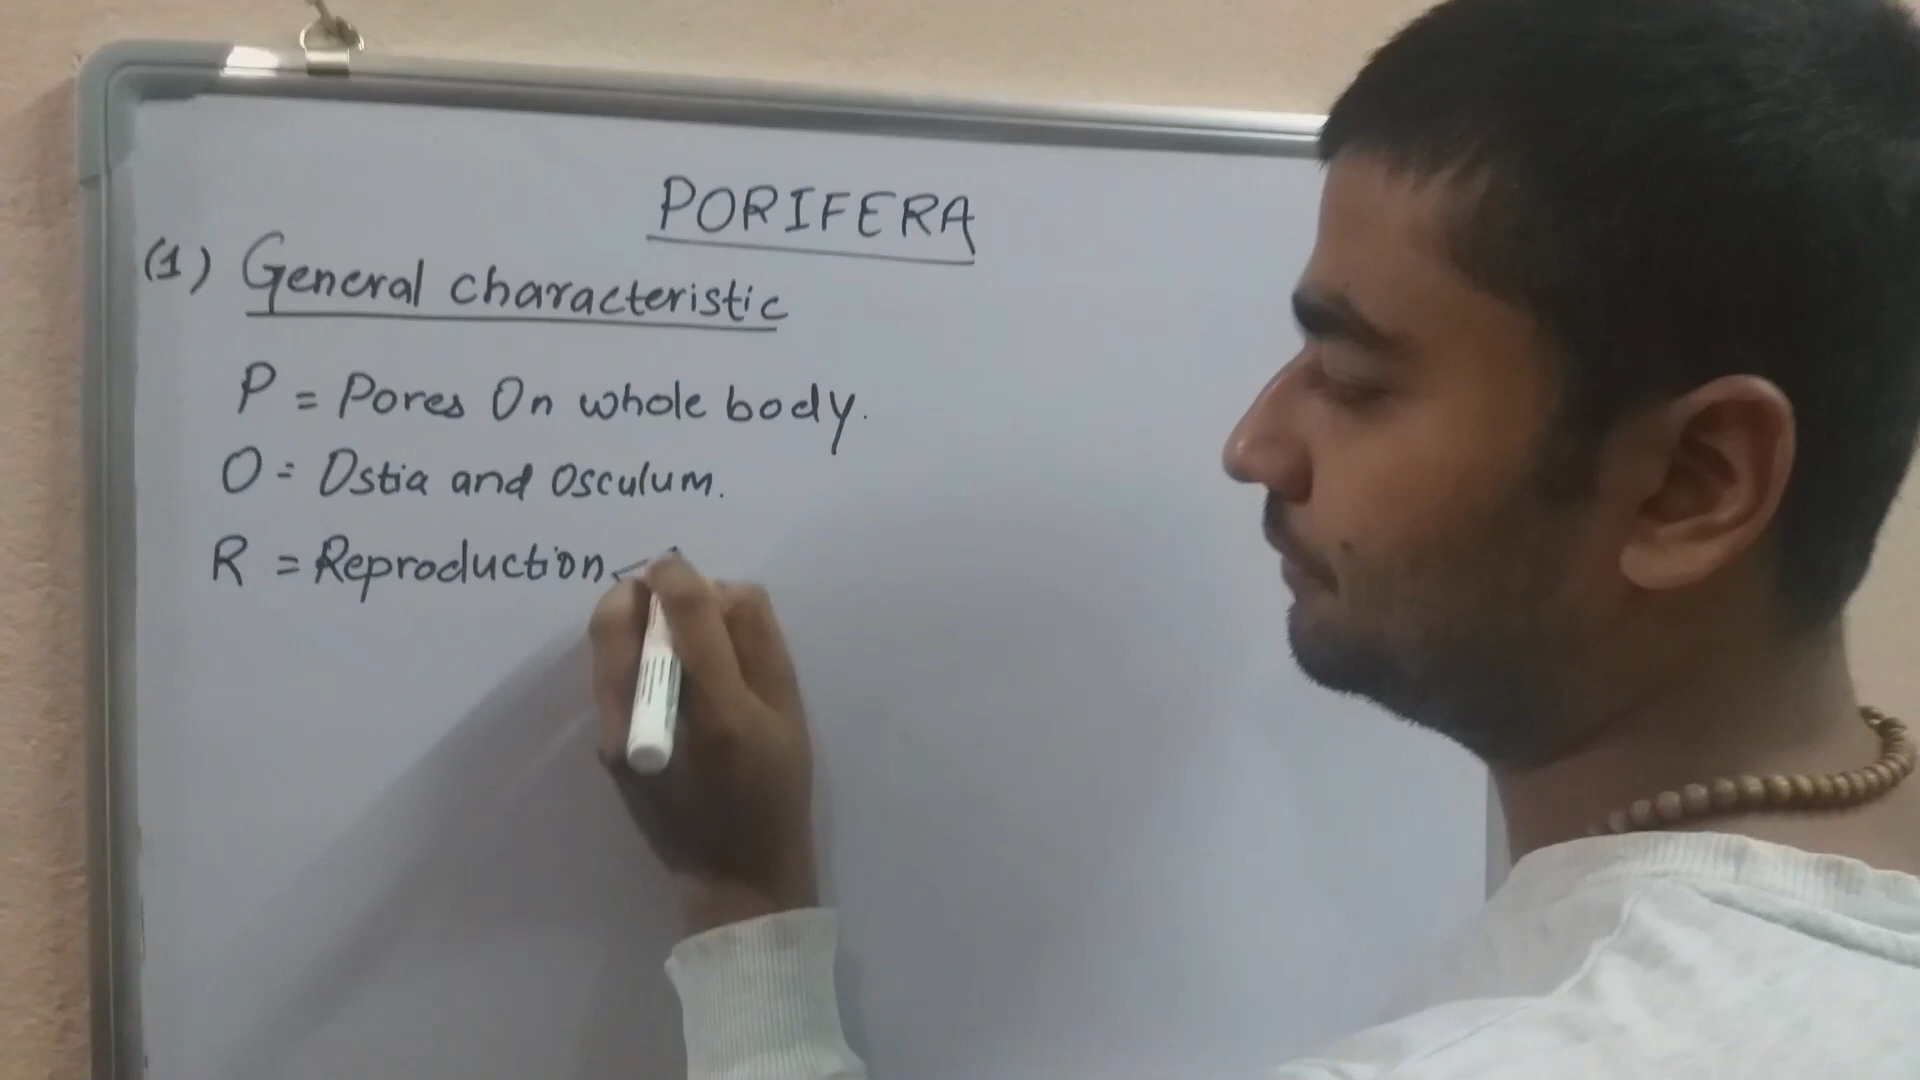 PORIFERA
(1) General characteristic
P = Pores On whole body.
O = Ostia and Osculum.
R = Reproduction